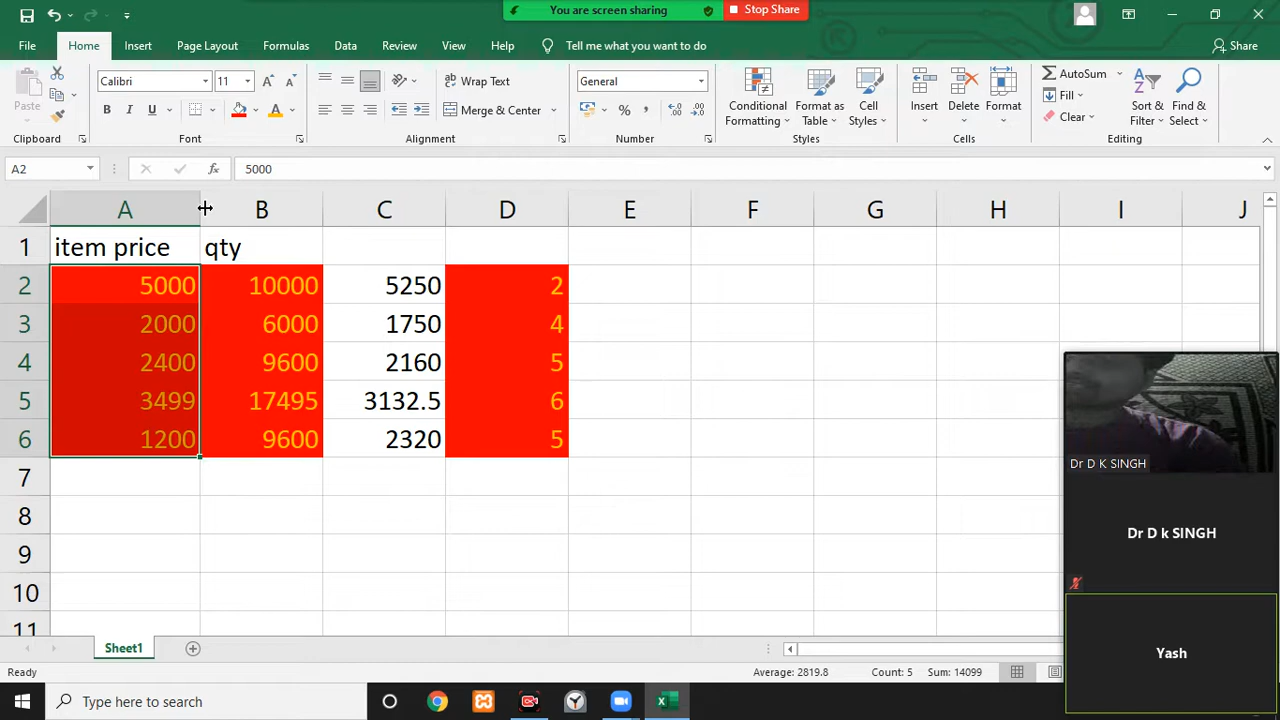 You are screen sharing
Stop Share
File Home Insert Page Layout Formulas Data Review View Help Tell me what you want to do Share
Paste
Calibri 11
B I U A
Wrap Text
Merge & Center
General
% ,
Conditional Formatting
Format as Table
Cell Styles
Insert Delete Format
AutoSum
Fill
Clear
Sort & Filter
Find & Select
Clipboard Font Alignment Number Styles Cells Editing
A2 fx 5000
A B C D E F G H I J
1 item price qty
2 5000 10000 5250 2
3 2000 6000 1750 4
4 2400 9600 2160 5
5 3499 17495 3132.5 6
6 1200 9600 2320 5
7
8
9
10
11
Dr D K SINGH
Dr D k SINGH
Yash
Sheet1
Ready Average: 2819.8 Count: 5 Sum: 14099
Type here to search